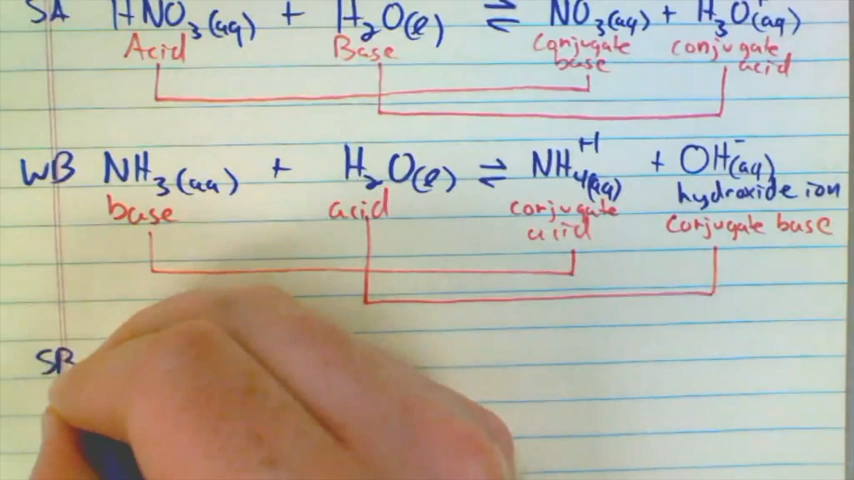 SA HNO₃(aq) + H₂O(l) ⇌ NO₃(aq) + H₃O(aq)
Acid Base conjugate base conjugate acid
WB NH₃(aq) + H₂O(l) ⇌ NH₄(aq)⁺¹ + OH⁻(aq)
hydroxide ion
base acid conjugate acid conjugate base
SB